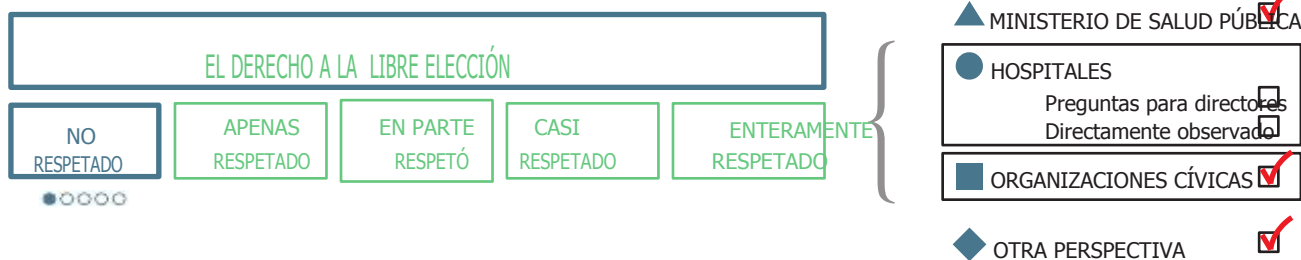 EL DERECHO A LA LIBRE ELECCIÓN
NO
RESPETADO
APENAS
RESPETADO
EN PARTE
RESPETÓ
CASI
RESPETADO
ENTERAMENTE
RESPETADO
MINISTERIO DE SALUD PÚBLICA
HOSPITALES
Preguntas para directores
Directamente observado
ORGANIZACIONES CÍVICAS
OTRA PERSPECTIVA